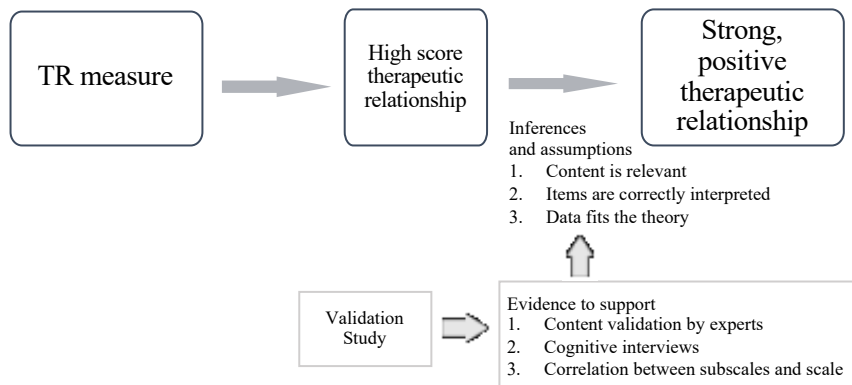 TR measure
High score
therapeutic
relationship
Strong,
positive
therapeutic
relationship
Inferences
and assumptions
1. Content is relevant
2. Items are correctly interpreted
3. Data fits the theory
Validation
Study
Evidence to support
1. Content validation by experts
2. Cognitive interviews
3. Correlation between subscales and scale